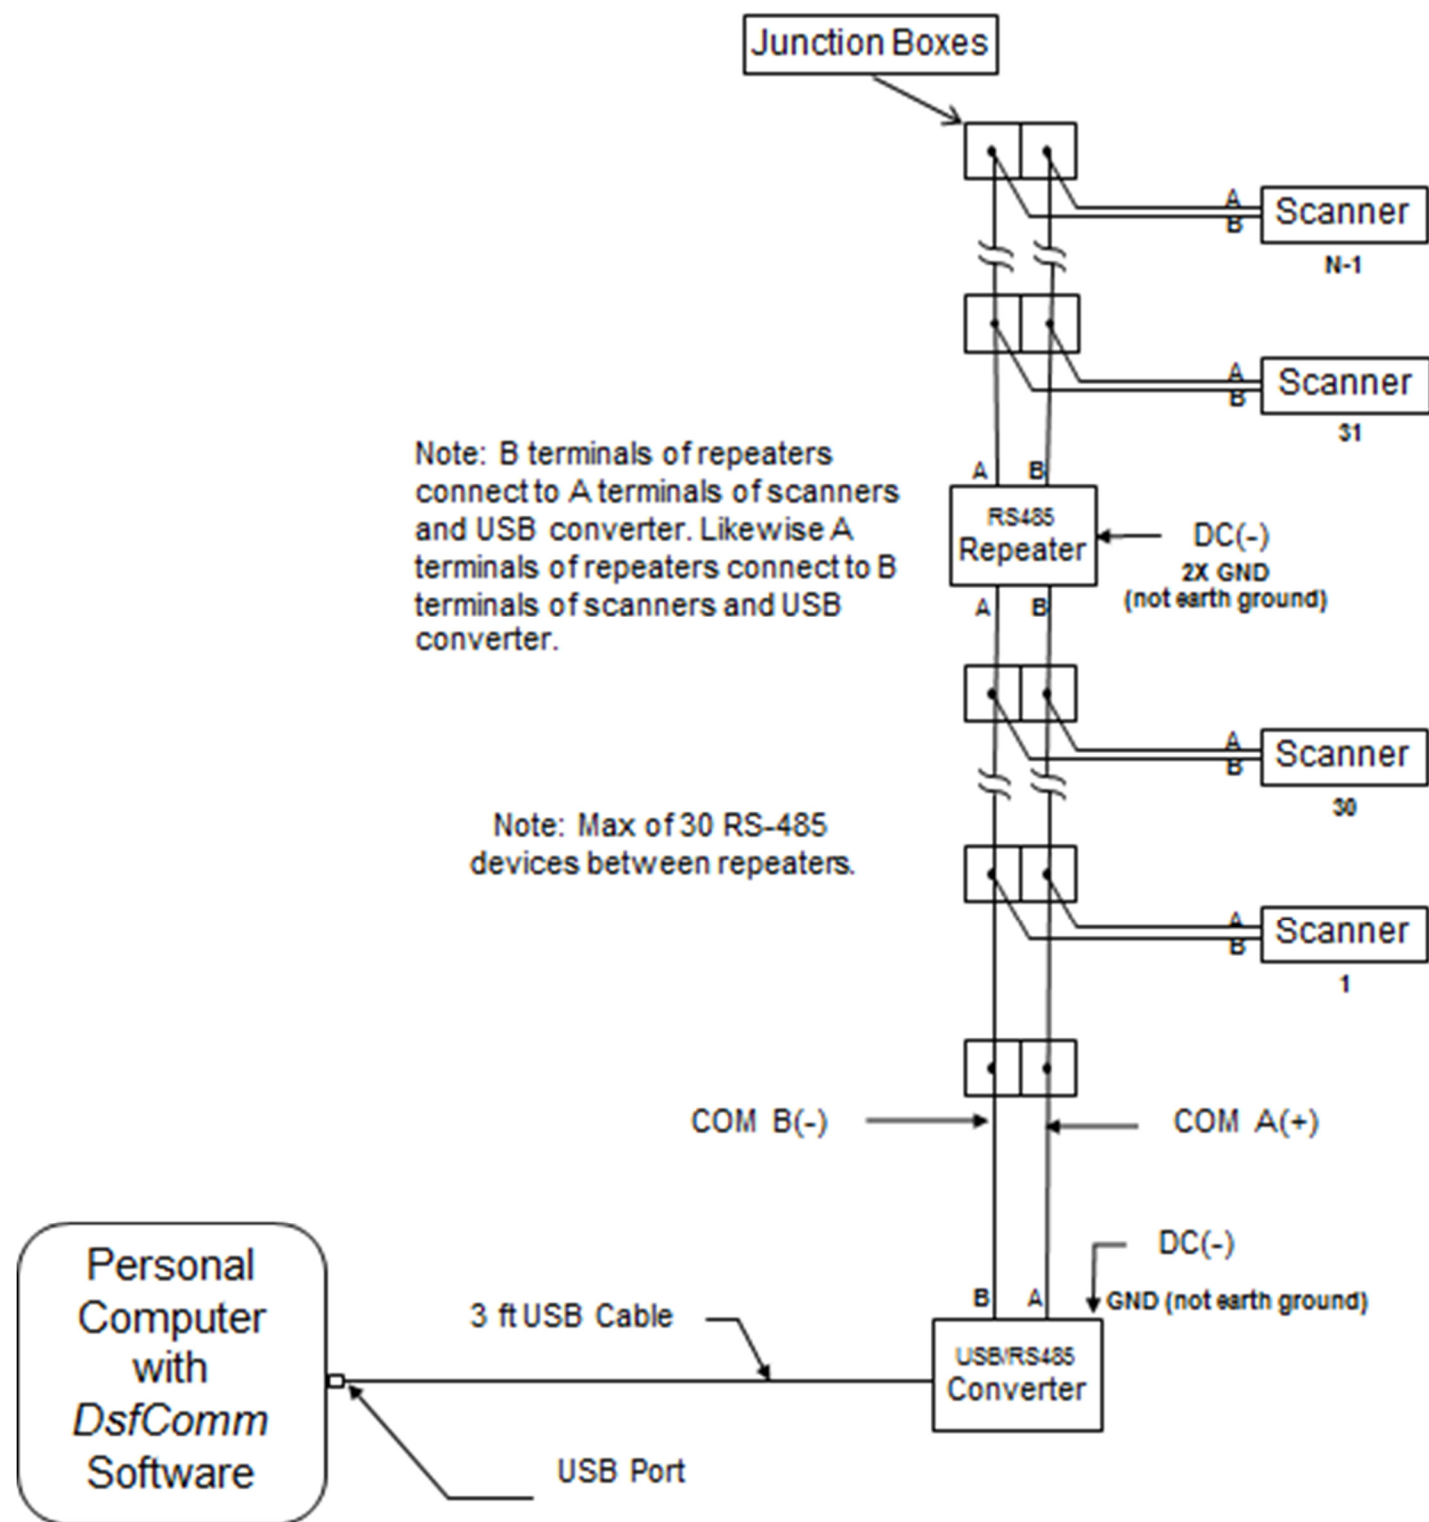 Junction Boxes
A
B
Scanner
N-1
A
B
Scanner
31
Note: B terminals of repeaters
connect to A terminals of scanners
and USB converter. Likewise A
terminals of repeaters connect to B
terminals of scanners and USB
converter.
A B
RS485
Repeater
A B
DC(-)
2X GND
(not earth ground)
A
B
Scanner
30
Note: Max of 30 RS-485
devices between repeaters.
A
B
Scanner
1
COM B(-)
COM A(+)
DC(-)
GND (not earth ground)
B A
USB/RS485
Converter
3 ft USB Cable
Personal
Computer
with
DsfComm
Software
USB Port